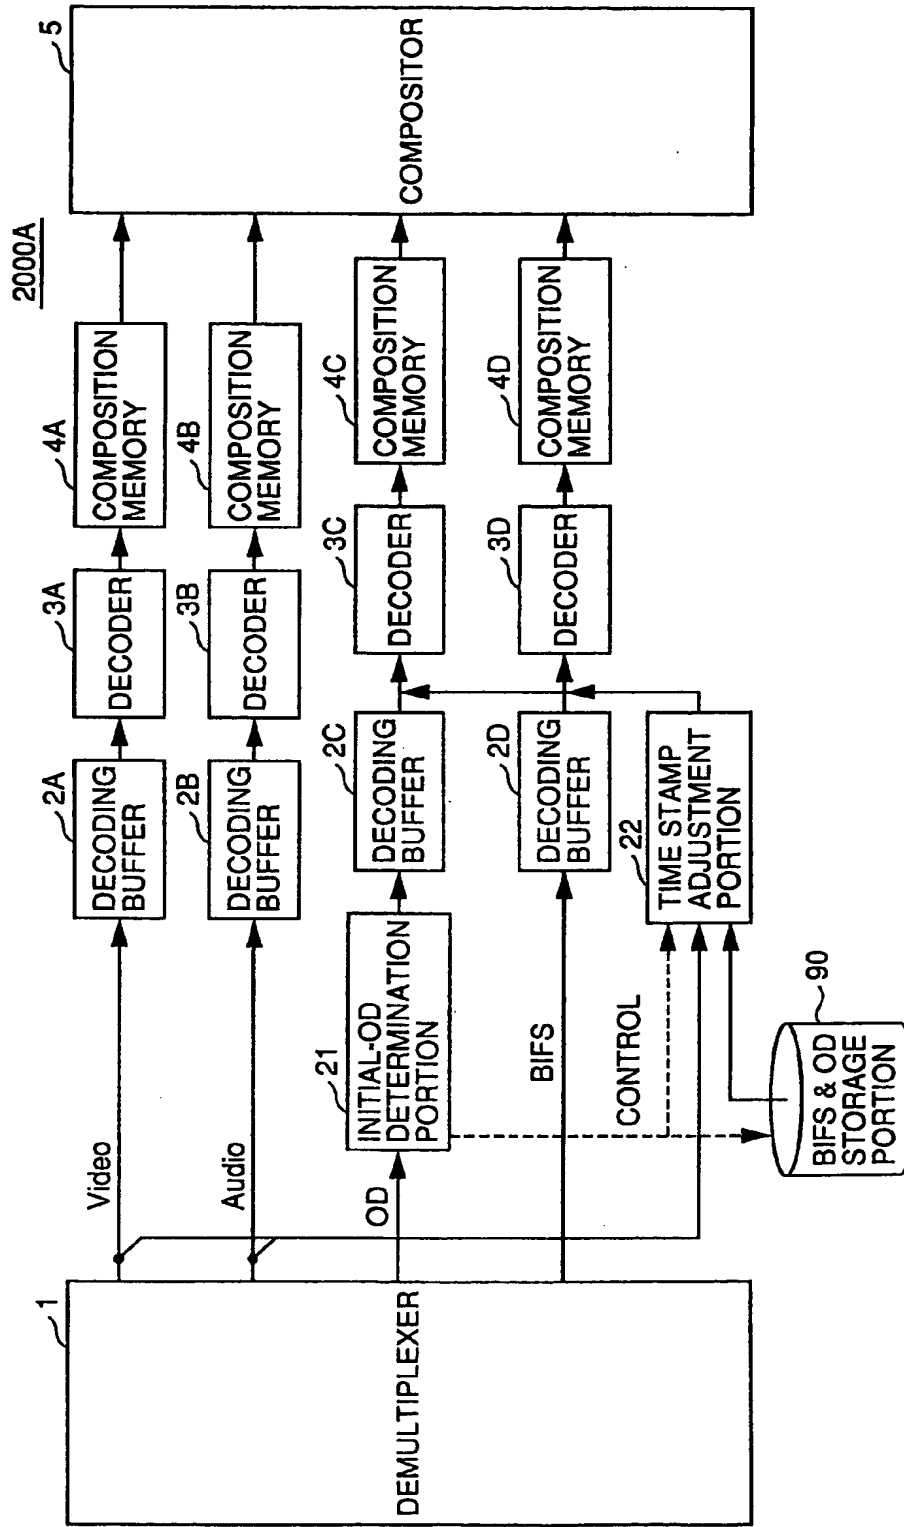 2000A
1
DEMULTIPLEXER
Video
2A
DECODING
BUFFER
3A
DECODER
4A
COMPOSITION
MEMORY
5
COMPOSITOR
Audio
2B
DECODING
BUFFER
3B
DECODER
4B
COMPOSITION
MEMORY
OD
21
INITIAL-OD
DETERMINATION
PORTION
2C
DECODING
BUFFER
3C
DECODER
4C
COMPOSITION
MEMORY
BIFS
2D
DECODING
BUFFER
3D
DECODER
4D
COMPOSITION
MEMORY
CONTROL
22
TIME STAMP
ADJUSTMENT
PORTION
90
BIFS & OD
STORAGE
PORTION